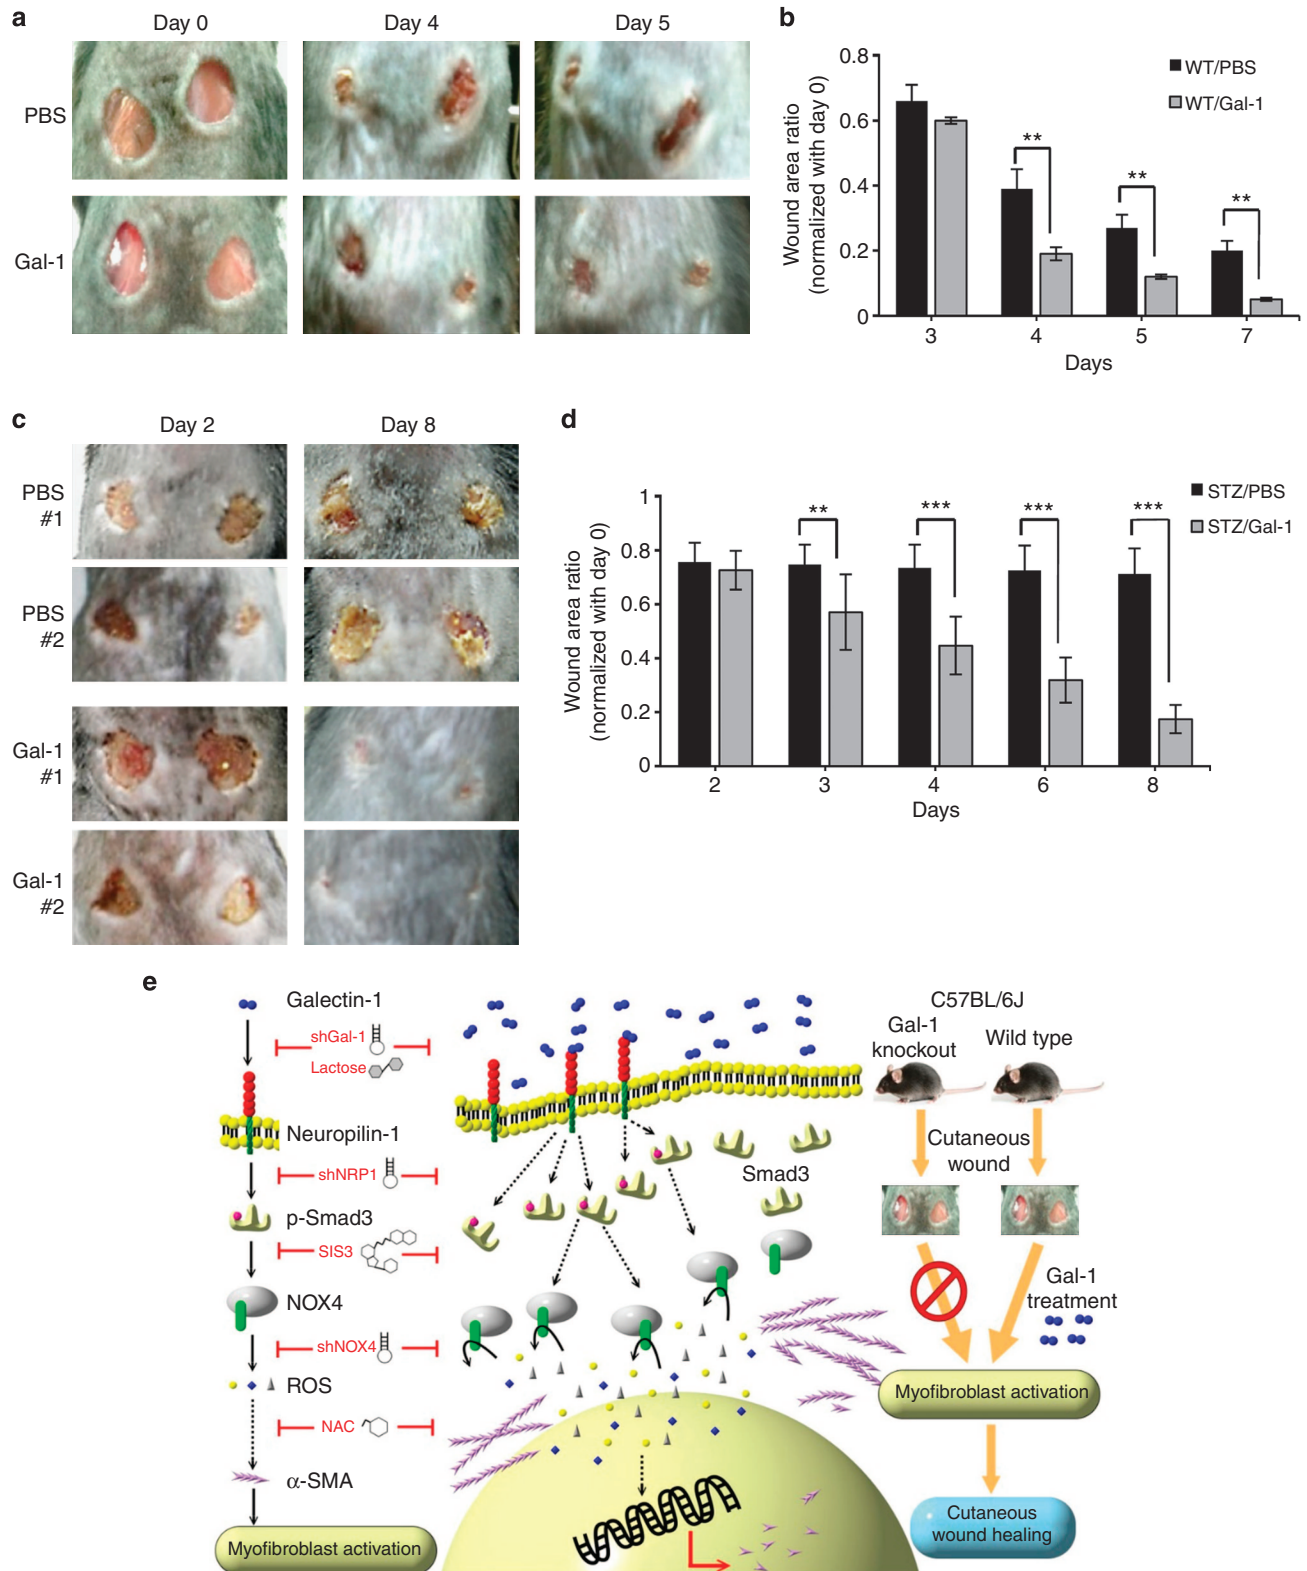 a
Day 0
Day 4
Day 5
PBS
Gal-1
b
0.8
0.6
0.4
0.2
0
Wound area ratio
(normalized with day 0)
WT/PBS
WT/Gal-1
**
**
**
3
4
5
7
Days
c
Day 2
Day 8
PBS
#1
PBS
#2
Gal-1
#1
Gal-1
#2
d
1
0.8
0.6
0.4
0.2
0
Wound area ratio
(normalized with day 0)
STZ/PBS
STZ/Gal-1
**
***
***
***
2
3
4
6
8
Days
e
Galectin-1
shGal-1
Lactose
Neuropilin-1
shNRP1
p-Smad3
SIS3
NOX4
shNOX4
ROS
NAC
α-SMA
Myofibroblast activation
Smad3
C57BL/6J
Gal-1
knockout
Wild type
Cutaneous
wound
Gal-1
treatment
Myofibroblast activation
Cutaneous
wound healing